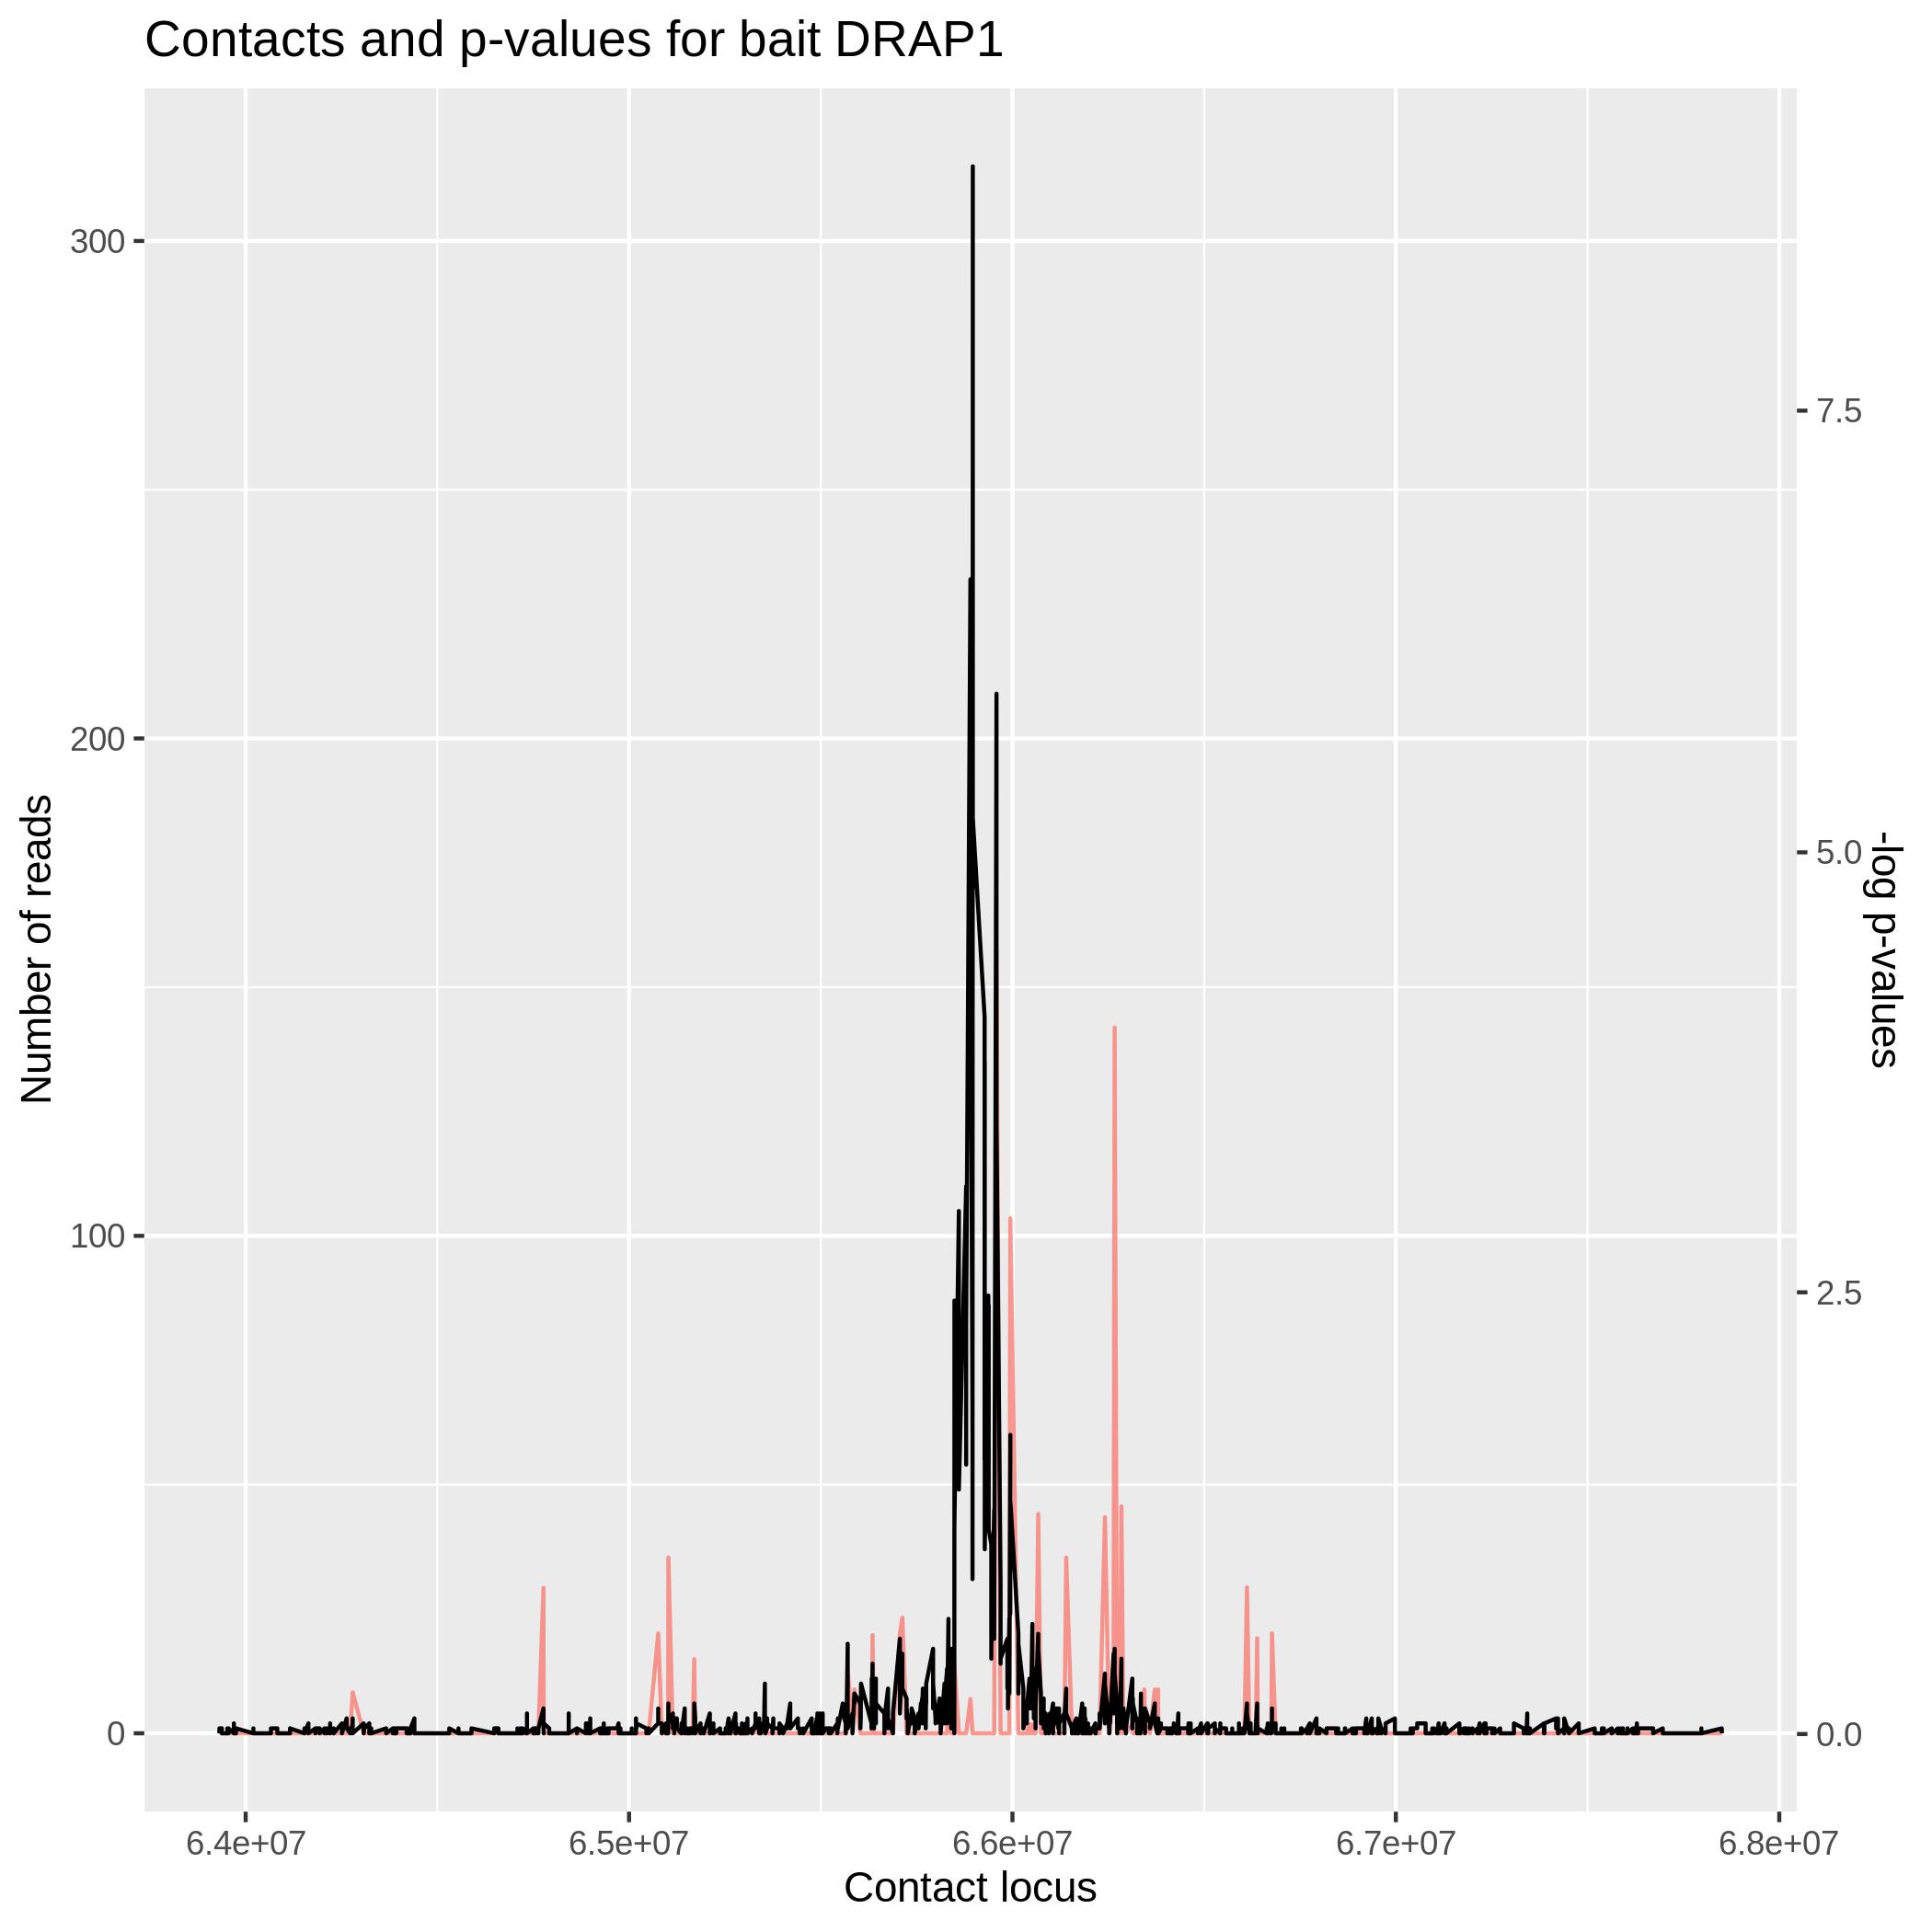 Contacts and p-values for bait DRAP1
300
200
100
0
7.5
5.0
2.5
0.0
Number of reads
-log p-values
6.4e+07
6.5e+07
6.6e+07
6.7e+07
6.8e+07
Contact locus